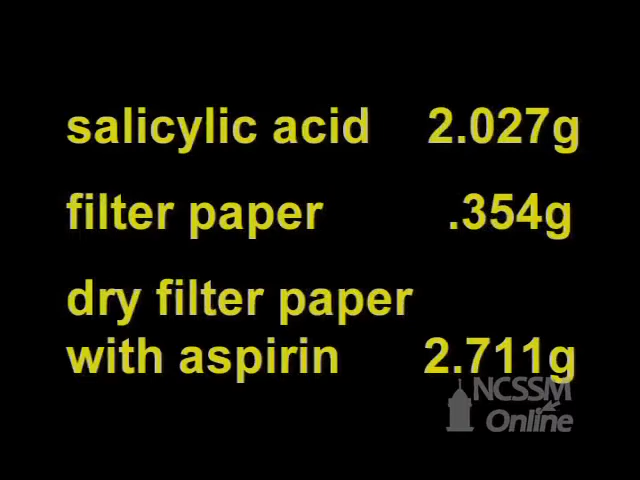 salicylic acid 2.027g
filter paper .354g
dry filter paper
with aspirin 2.711g
NCSSM
Online